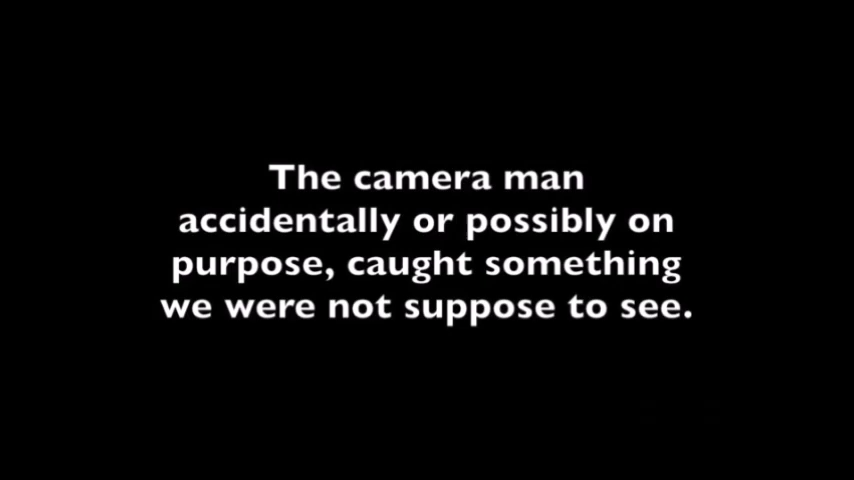 The camera man
accidentally or possibly on
purpose, caught something
we were not suppose to see.